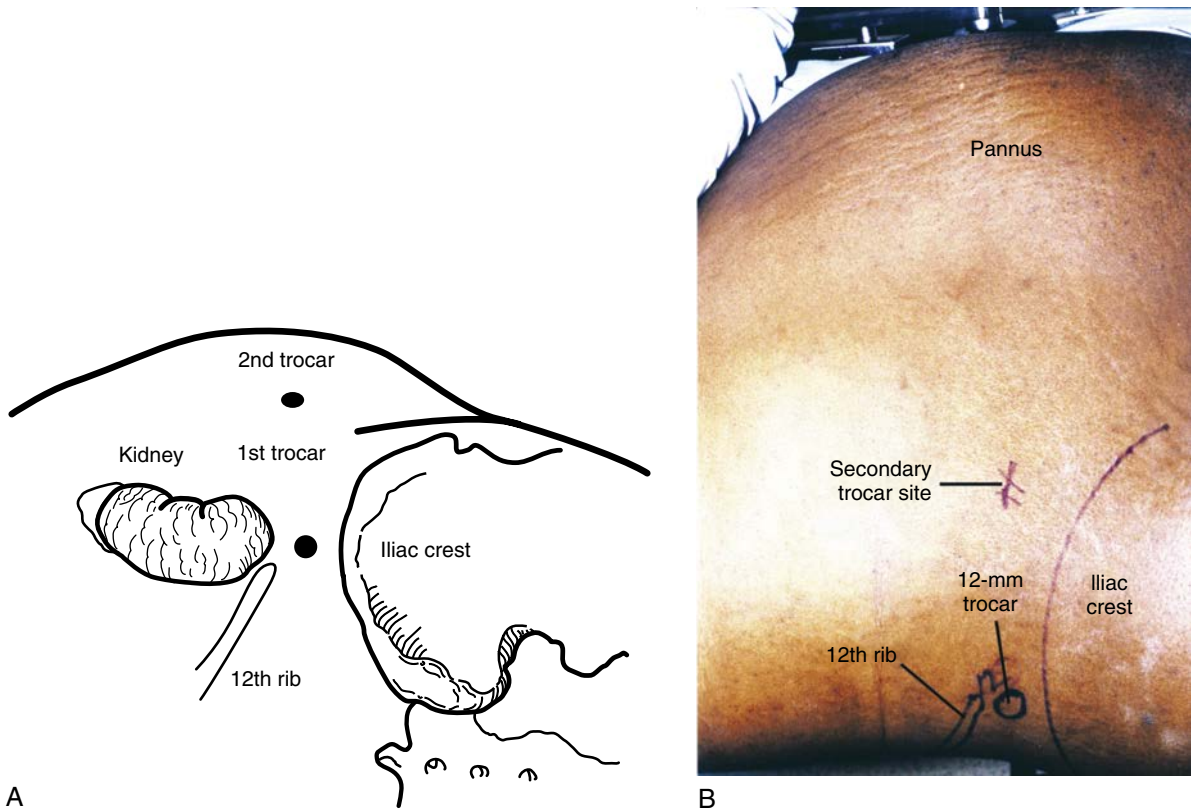 2nd trocar
1st trocar
Kidney
Iliac crest
12th rib
A
Pannus
Secondary
trocar site
12-mm
trocar
Iliac
crest
12th rib
B